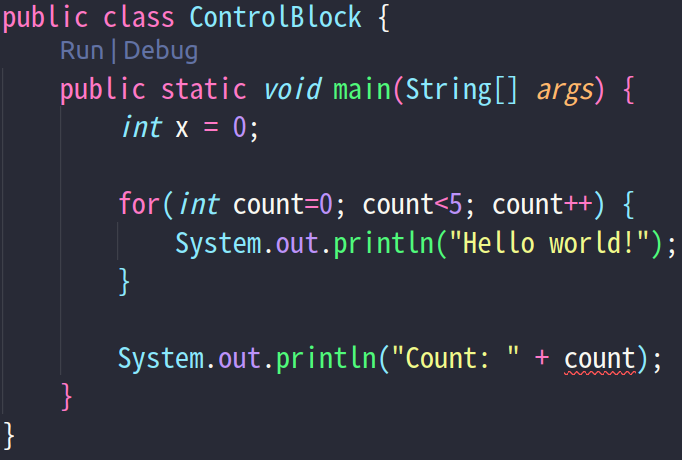 public class ControlBlock {
Run | Debug
public static void main(String[] args) {
int x = 0;
for(int count=0; count<5; count++) {
System.out.println("Hello world!");
}
System.out.println("Count: " + count);
}
}